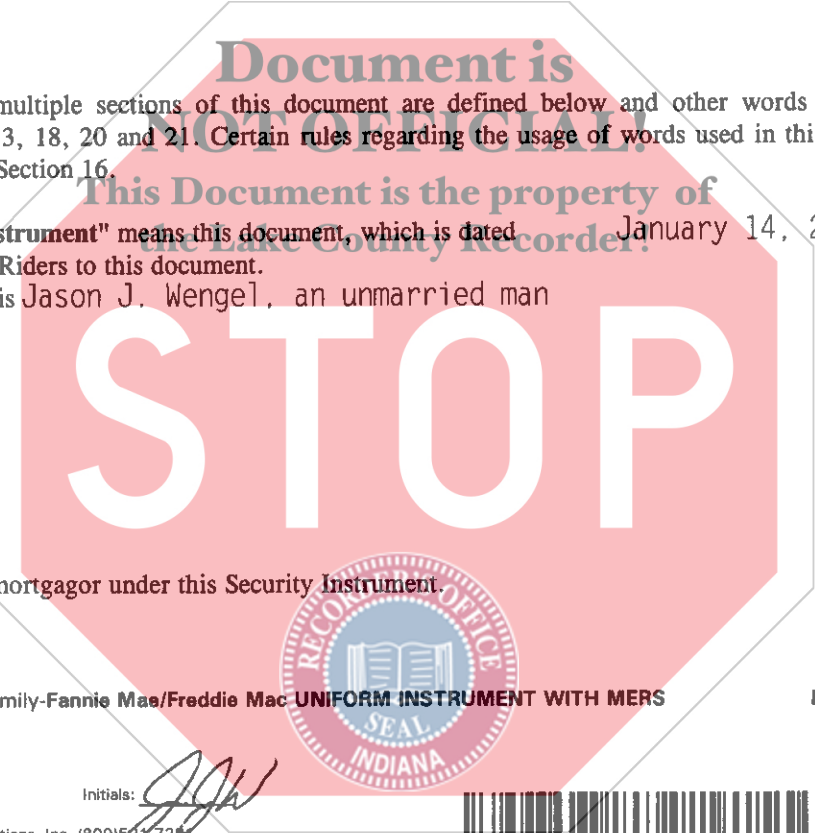 Document is
multiple sections of this document are defined below and other words
NOT OFFICIAL!
3, 18, 20 and 21. Certain rules regarding the usage of words used in
Section 16.
This Document is the property of
strument" means this document, which is dated January 14,
the Lake County Recorder!
Riders to this document.
is Jason J. Wengel, an unmarried man
STOP
mortgagor under this Security Instrument.
RECORDER'S OFFICE
SEAL
INDIANA
mily-Fannie Mae/Freddie Mac UNIFORM INSTRUMENT WITH MERS
Initials: JJW
Inc.